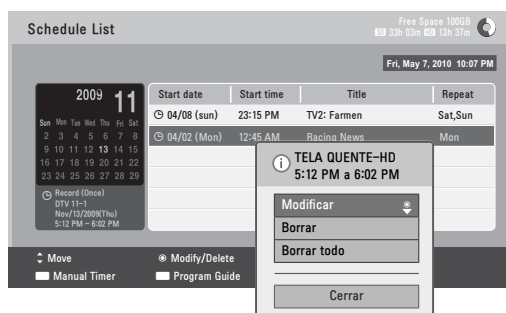 Schedule List
Free Space 100GB
SD 33h 03m HD 13h 37m
Fri, May 7, 2010 10:07 PM
2009 11
Sun Mon Tue Wed Thu Fri Sat
2 3 4 5 6 7 8
9 10 11 12 13 14 15
16 17 18 19 20 21 22
23 24 25 26 27 28 29
Record (Once)
DTV 11-1
Nov/13/2009(Thu)
5:12 PM ~ 6:02 PM
Start date Start time Title Repeat
04/08 (sun) 23:15 PM TV2: Farmen Sat,Sun
04/02 (Mon) 12:45 AM Racing News Mon
TELA QUENTE-HD
5:12 PM a 6:02 PM
Modificar
Borrar
Borrar todo
Cerrar
Move Modify/Delete
Manual Timer Program Guide